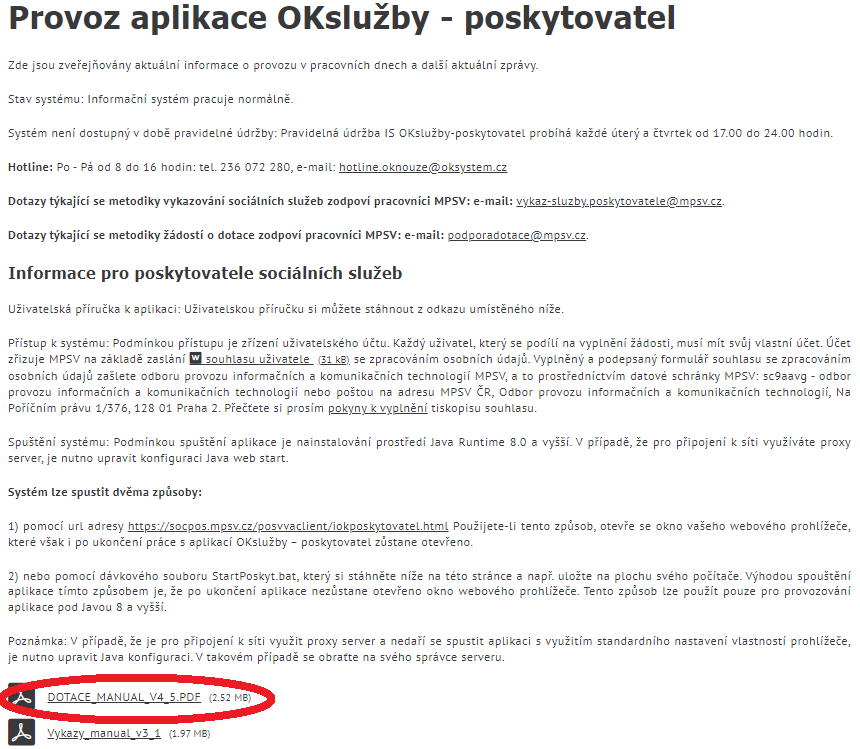 Provoz aplikace OKslužby - poskytovatel
Zde jsou zveřejňovány aktuální informace o provozu v pracovních dnech a další aktuální zprávy.
Stav systému: Informační systém pracuje normálně.
Systém není dostupný v době pravidelné údržby: Pravidelná údržba IS OKslužby-poskytovatel probíhá každé úterý a čtvrtek od 17.00 do 24.00 hodin.
Hotline: Po - Pá od 8 do 16 hodin: tel. 236 072 280, e-mail: hotline.oknouze@oksystem.cz
Dotazy týkající se metodiky vykazování sociálních služeb zodpoví pracovníci MPSV: e-mail: vykaz-sluzby.poskytovatele@mpsv.cz.
Dotazy týkající se metodiky žádostí o dotace zodpoví pracovníci MPSV: e-mail: podporadotace@mpsv.cz.
Informace pro poskytovatele sociálních služeb
Uživatelská příručka k aplikaci: Uživatelskou příručku si můžete stáhnout z odkazu umístěného níže.
Přístup k systému: Podmínkou přístupu je zřízení uživatelského účtu. Každý uživatel, který se podílí na vyplnění žádosti, musí mít svůj vlastní účet. Účet
zřizuje MPSV na základě zaslání W souhlasu uživatele (31 kB) se zpracováním osobních údajů. Vyplněný a podepsaný formulář souhlasu se zpracováním
osobních údajů zašlete odboru provozu informačních a komunikačních technologií MPSV, a to prostřednictvím datové schránky MPSV: sc9aavg - odbor
provozu informačních a komunikačních technologií nebo poštou na adresu MPSV ČR, Odbor provozu informačních a komunikačních technologií, Na
Poříčním právu 1/376, 128 01 Praha 2. Přečtěte si prosím pokyny k vyplnění tiskopisu souhlasu.
Spuštění systému: Podmínkou spuštění aplikace je nainstalování prostředí Java Runtime 8.0 a vyšší. V případě, že pro připojení k síti využíváte proxy
server, je nutno upravit konfiguraci Java web start.
Systém lze spustit dvěma způsoby:
1) pomocí url adresy https://socpos.mpsv.cz/posvvaclient/iokposkytovatel.html Použijete-li tento způsob, otevře se okno vašeho webového prohlížeče,
které však i po ukončení práce s aplikací OKslužby – poskytovatel zůstane otevřeno.
2) nebo pomocí dávkového souboru StartPoskyt.bat, který si stáhněte níže na této stránce a např. uložte na plochu svého počítače. Výhodou spouštění
aplikace tímto způsobem je, že po ukončení aplikace nezůstane otevřeno okno webového prohlížeče. Tento způsob lze použít pouze pro provozování
aplikace pod Javou 8 a vyšší.
Poznámka: V případě, že je pro připojení k síti využit proxy server a nedaří se spustit aplikaci s využitím standardního nastavení vlastností prohlížeče,
je nutno upravit Java konfiguraci. V takovém případě se obraťte na svého správce serveru.
DOTACE_MANUAL_V4_5.PDF (2.52 MB)
Vykazy_manual_v3_1 (1.97 MB)